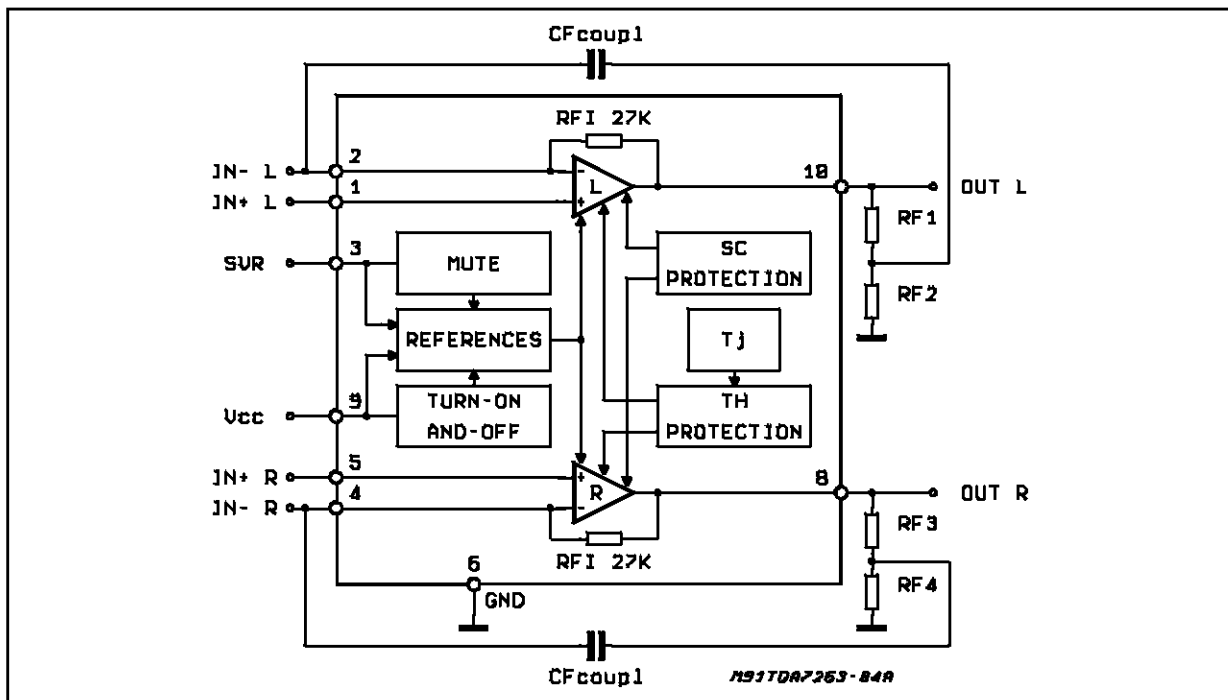 CFcoupl
RFI 27K
IN- L
2
10
OUT L
L
IN+ L
1
RF1
SVR
3
MUTE
SC
PROTECTION
RF2
REFERENCES
Tj
Vcc
9
TURN-ON
AND-OFF
TH
PROTECTION
IN+ R
5
IN- R
4
R
8
OUT R
RF3
RFI 27K
6
GND
RF4
CFcoupl
M91TDA7263-04A